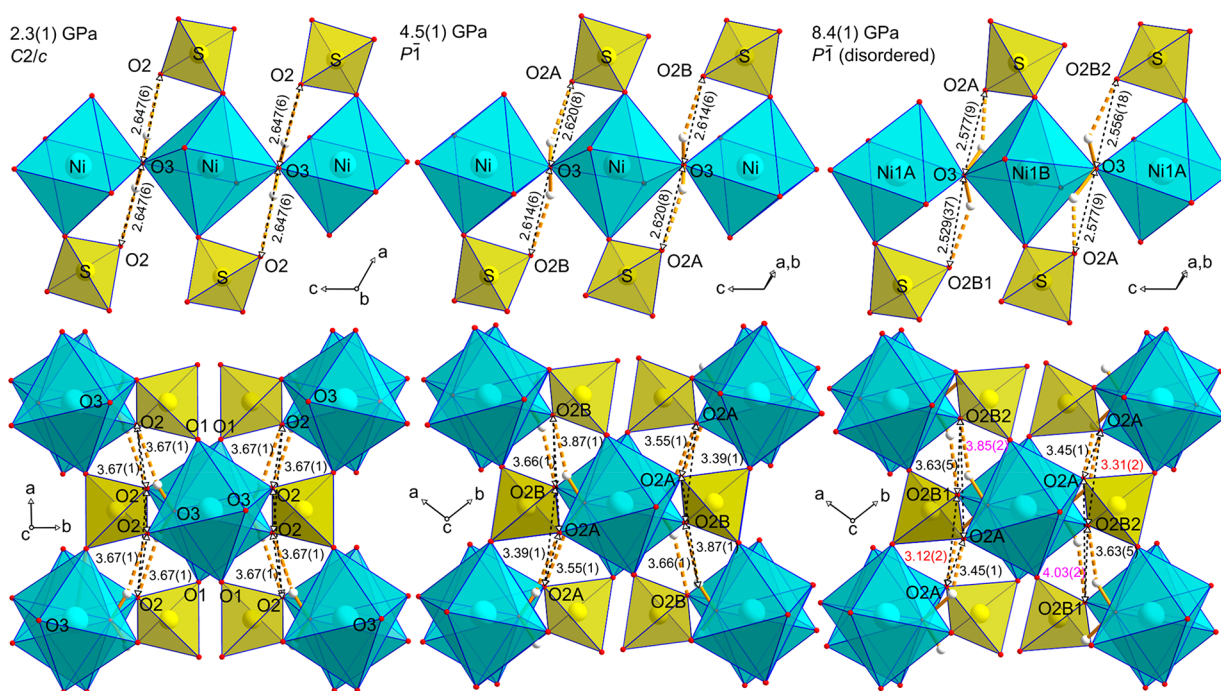 2.3(1) GPa
C2/c
O2
S
O2
S
2.647(6)
2.647(6)
Ni
Ni
Ni
O3
O3
2.647(6)
2.647(6)
O2
O2
S
S
a
c
b
4.5(1) GPa
P1̄
O2A
S
O2B
S
2.620(8)
2.614(6)
Ni
Ni
Ni
O3
O3
2.614(6)
2.620(8)
O2B
O2A
S
S
a,b
c
8.4(1) GPa
P1̄ (disordered)
O2A
S
O2B2
S
2.577(9)
2.556(18)
Ni1A
Ni1B
Ni1A
O3
O3
2.529(37)
2.577(9)
O2B1
O2A
S
S
a,b
c
O3
O2
O1
O1
O2
O3
3.67(1)
3.67(1)
3.67(1)
3.67(1)
O2
O3
O3
O2
O2
O2
3.67(1)
3.67(1)
3.67(1)
3.67(1)
O3
O2
O1
O1
O2
O3
a
c
b
O2B
O2A
3.87(1)
3.55(1)
3.66(1)
3.39(1)
O2B
O2A
O2A
O2B
3.39(1)
3.87(1)
3.55(1)
3.66(1)
O2A
O2B
a
b
c
O2B2
O2A
3.85(2)
3.45(1)
3.63(5)
3.31(2)
O2B1
O2A
O2A
O2B2
3.12(2)
3.63(5)
3.45(1)
4.03(2)
O2A
O2B1
a
b
c